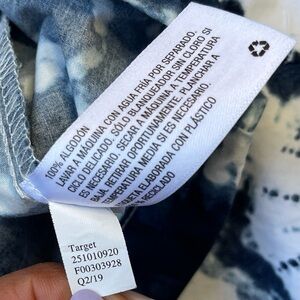 100% ALGODÓN
LAVAR A MÁQUINA CON AGUA FRÍA POR SEPARADO.
CICLO DELICADO. SÓLO BLANQUEADOR SIN CLORO SI
ES NECESARIO. SECAR A MÁQUINA A TEMPERATURA
BAJA. RETIRAR OPORTUNAMENTE. PLANCHAR A
TEMPERATURA MEDIA SI ES NECESARIO.
ETIQUETA ELABORADA CON PLÁSTICO
RECICLADO
Target
251010920
F00303928
Q2/19